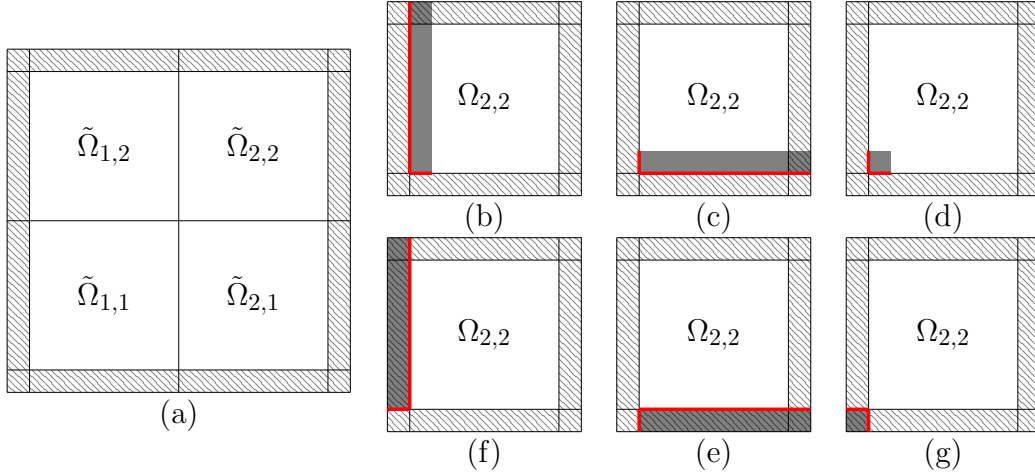 Ω̃₁,₂ Ω̃₂,₂
Ω̃₁,₁ Ω̃₂,₁
(a)
Ω₂,₂ Ω₂,₂ Ω₂,₂
(b) (c) (d)
Ω₂,₂ Ω₂,₂ Ω₂,₂
(f) (e) (g)